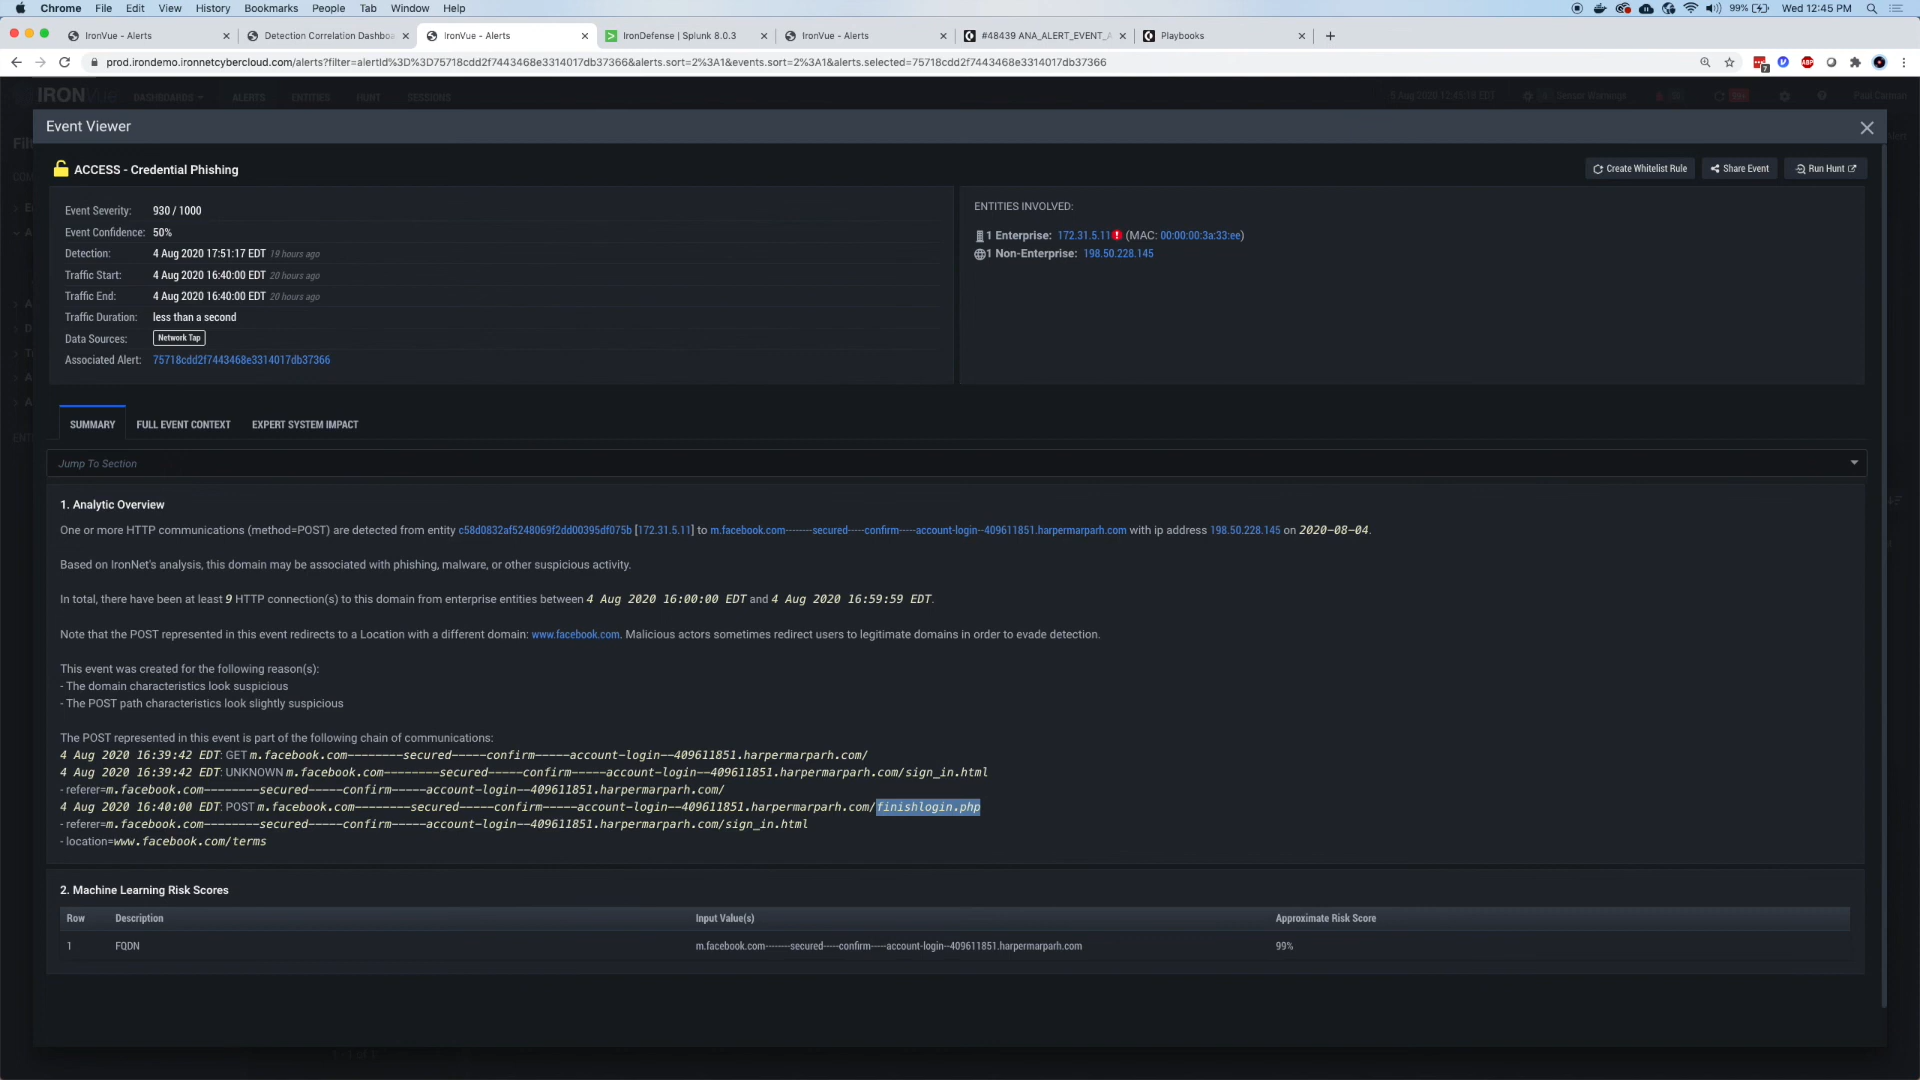 Chrome File Edit View History Bookmarks People Tab Window Help 99% Wed 12:45 PM
IronVue - Alerts Detection Correlation Dashboa IronVue - Alerts IronDefense | Splunk 8.0.3 IronVue - Alerts #48439 ANA_ALERT_EVENT_A Playbooks
prod.irondemo.ironnetcybercloud.com/alerts?filter=alertId%3D%3D75718cdd2f7443468e3314017db37366&alerts.sort=2%3A1&events.sort=2%3A1&alerts.selected=75718cdd2f7443468e3314017db37366 7 ABP
IRONVUE DASHBOARDS ALERTS ENTITIES HUNT SESSIONS
Event Viewer
ACCESS - Credential Phishing
Create Whitelist Rule Share Event Run Hunt
Event Severity: 930 / 1000
Event Confidence: 50%
Detection: 4 Aug 2020 17:51:17 EDT 19 hours ago
Traffic Start: 4 Aug 2020 16:40:00 EDT 20 hours ago
Traffic End: 4 Aug 2020 16:40:00 EDT 20 hours ago
Traffic Duration: less than a second
Data Sources: Network Tap
Associated Alert: 75718cdd2f7443468e3314017db37366
ENTITIES INVOLVED:
1 Enterprise: 172.31.5.11 (MAC: 00:00:00:3a:33:ee)
1 Non-Enterprise: 198.50.228.145
SUMMARY FULL EVENT CONTEXT EXPERT SYSTEM IMPACT
Jump To Section
1. Analytic Overview
One or more HTTP communications (method=POST) are detected from entity c58d0832af5248069f2dd00395df075b [172.31.5.11] to m.facebook.com--------secured-----confirm-----account-login--409611851.harpermarparh.com with ip address 198.50.228.145 on 2020-08-04.
Based on IronNet's analysis, this domain may be associated with phishing, malware, or other suspicious activity.
In total, there have been at least 9 HTTP connection(s) to this domain from enterprise entities between 4 Aug 2020 16:00:00 EDT and 4 Aug 2020 16:59:59 EDT.
Note that the POST represented in this event redirects to a Location with a different domain: www.facebook.com. Malicious actors sometimes redirect users to legitimate domains in order to evade detection.
This event was created for the following reason(s):
- The domain characteristics look suspicious
- The POST path characteristics look slightly suspicious
The POST represented in this event is part of the following chain of communications:
4 Aug 2020 16:39:42 EDT: GET m.facebook.com--------secured-----confirm-----account-login--409611851.harpermarparh.com/
4 Aug 2020 16:39:42 EDT: UNKNOWN m.facebook.com--------secured-----confirm-----account-login--409611851.harpermarparh.com/sign_in.html
- referer=m.facebook.com--------secured-----confirm-----account-login--409611851.harpermarparh.com/
4 Aug 2020 16:40:00 EDT: POST m.facebook.com--------secured-----confirm-----account-login--409611851.harpermarparh.com/finishlogin.php
- referer=m.facebook.com--------secured-----confirm-----account-login--409611851.harpermarparh.com/sign_in.html
- location=www.facebook.com/terms
2. Machine Learning Risk Scores
Row Description Input Value(s) Approximate Risk Score
1 FQDN m.facebook.com--------secured-----confirm-----account-login--409611851.harpermarparh.com 99%